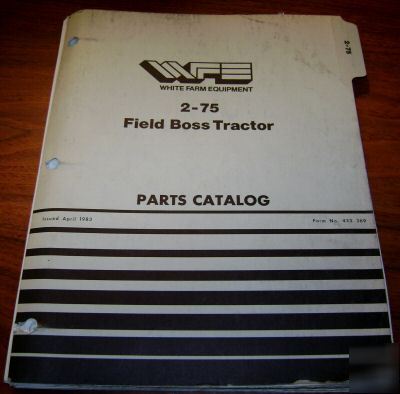 WFE
WHITE FARM EQUIPMENT
2-75
2-75
Field Boss Tractor
PARTS CATALOG
Issued April 1983
Form No. 432 369